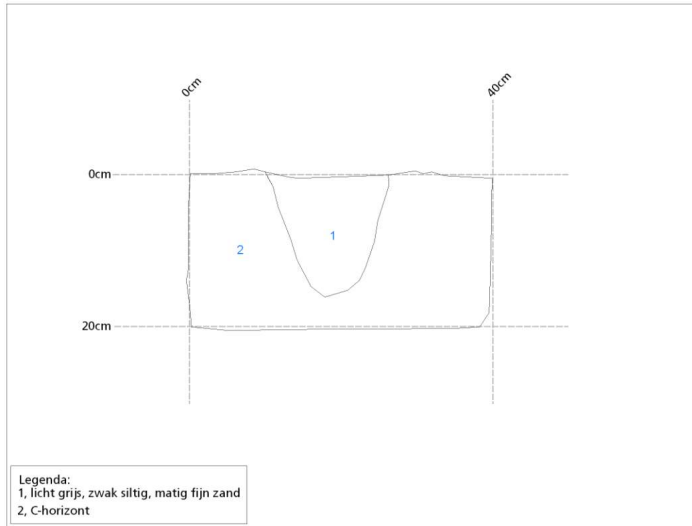 0cm
40cm
0cm
1
2
20cm
Legenda:
1, licht grijs, zwak siltig, matig fijn zand
2, C-horizont